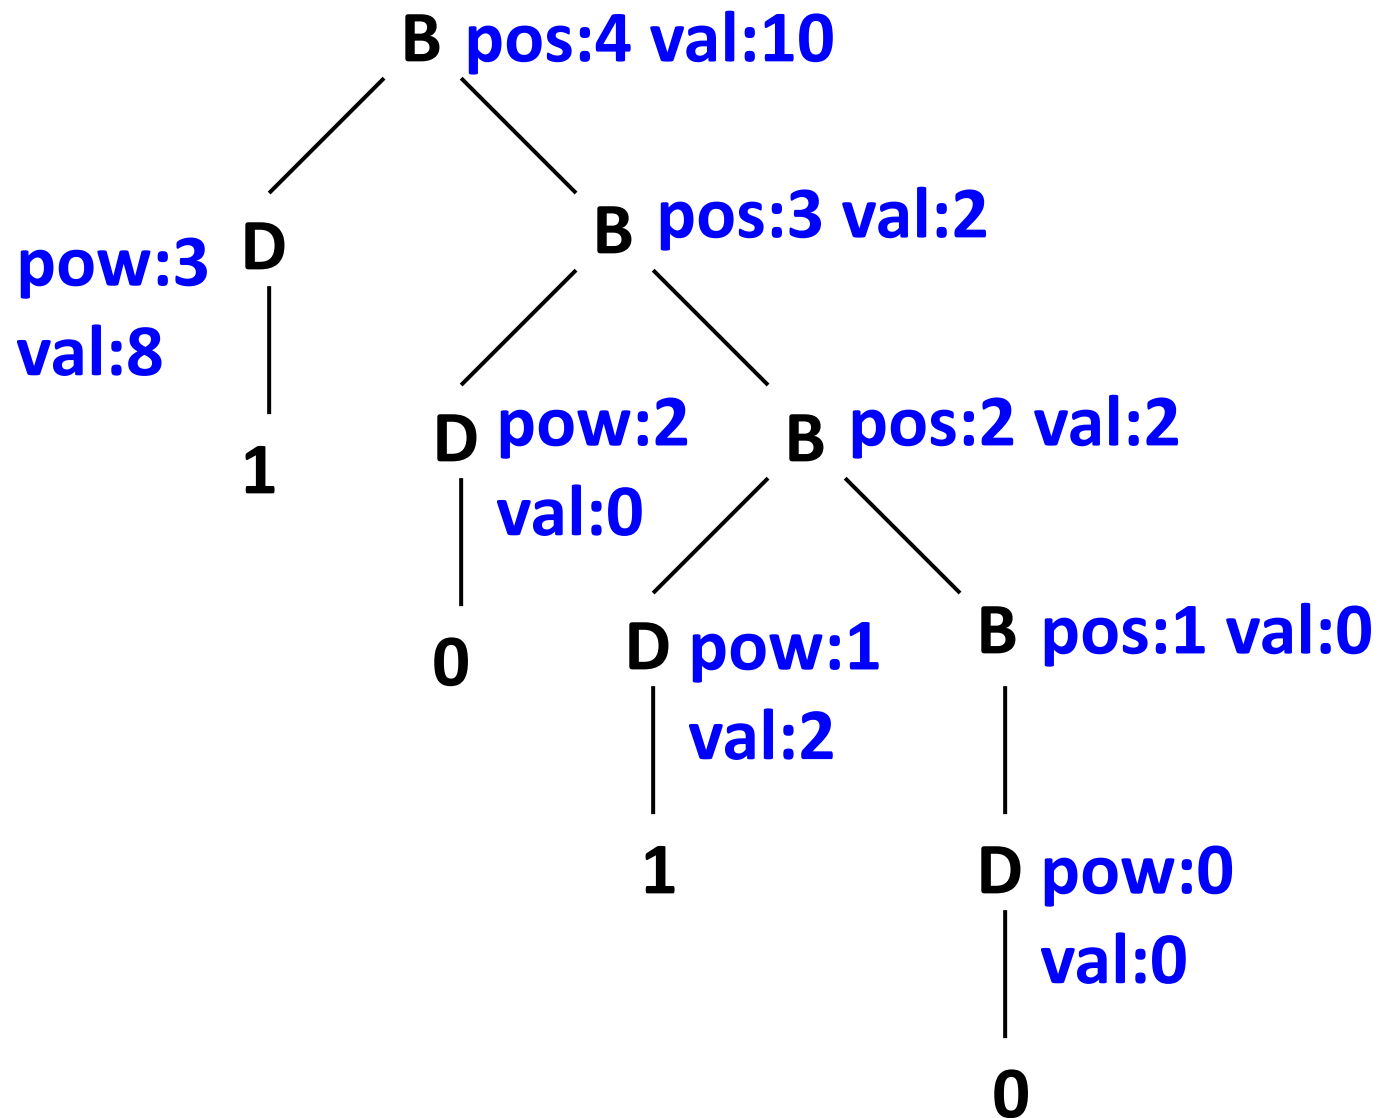 B pos:4 val:10
D pow:3
val:8
B pos:3 val:2
1
D pow:2
val:0
B pos:2 val:2
0
D pow:1
val:2
B pos:1 val:0
1
D pow:0
val:0
0